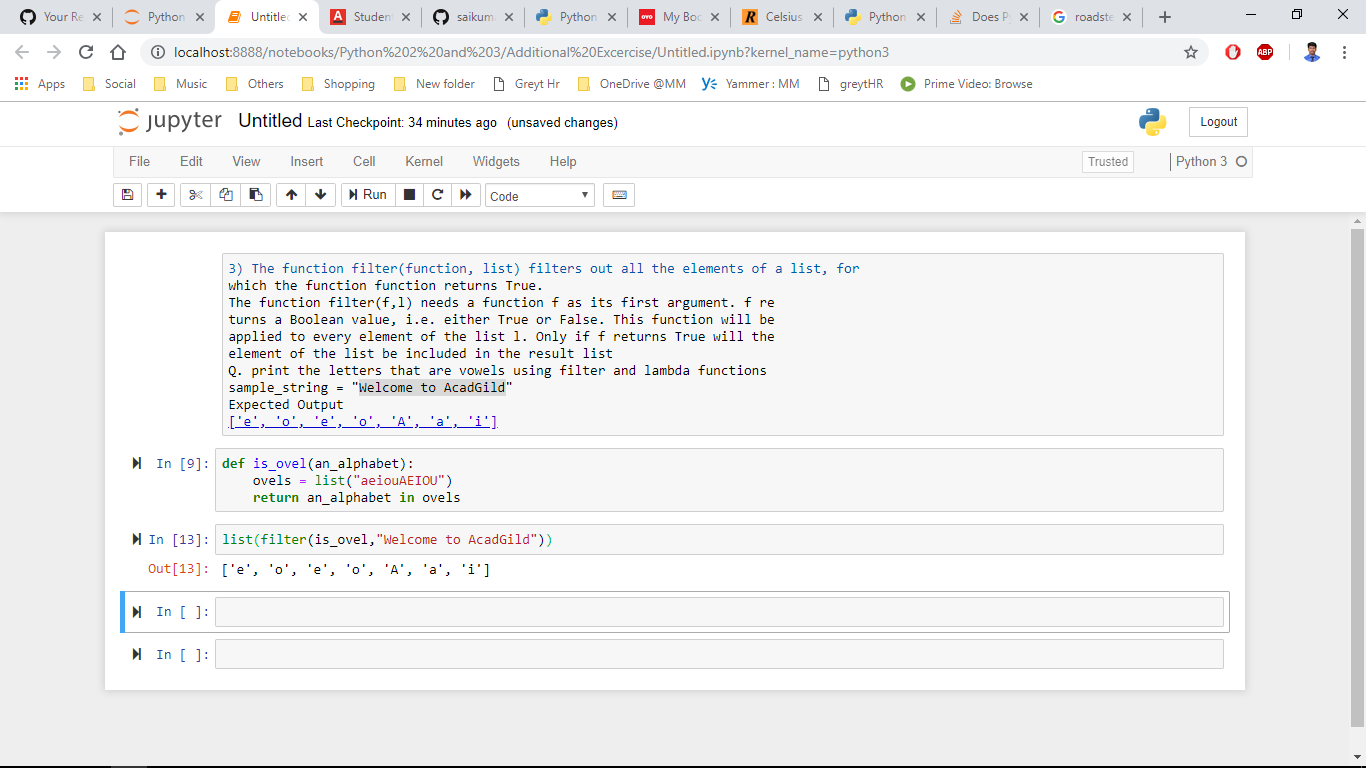 Your Re
Python
Untitled
Student
saikum
Python
My Boo
Celsius
Python
Does Py
roadste
localhost:8888/notebooks/Python%202%20and%203/Additional%20Excercise/Untitled.ipynb?kernel_name=python3
ABP
Apps Social Music Others Shopping New folder Greyt Hr OneDrive @MM Yammer : MM greytHR Prime Video: Browse
jupyter Untitled Last Checkpoint: 34 minutes ago (unsaved changes) Logout
File Edit View Insert Cell Kernel Widgets Help Trusted Python 3
Run Code
3) The function filter(function, list) filters out all the elements of a list, for
which the function function returns True.
The function filter(f,l) needs a function f as its first argument. f re
turns a Boolean value, i.e. either True or False. This function will be
applied to every element of the list l. Only if f returns True will the
element of the list be included in the result list
Q. print the letters that are vowels using filter and lambda functions
sample_string = "Welcome to AcadGild"
Expected Output
['e', 'o', 'e', 'o', 'A', 'a', 'i']
In [9]: def is_ovel(an_alphabet):
ovels = list("aeiouAEIOU")
return an_alphabet in ovels
In [13]: list(filter(is_ovel,"Welcome to AcadGild"))
Out[13]: ['e', 'o', 'e', 'o', 'A', 'a', 'i']
In [ ]:
In [ ]: